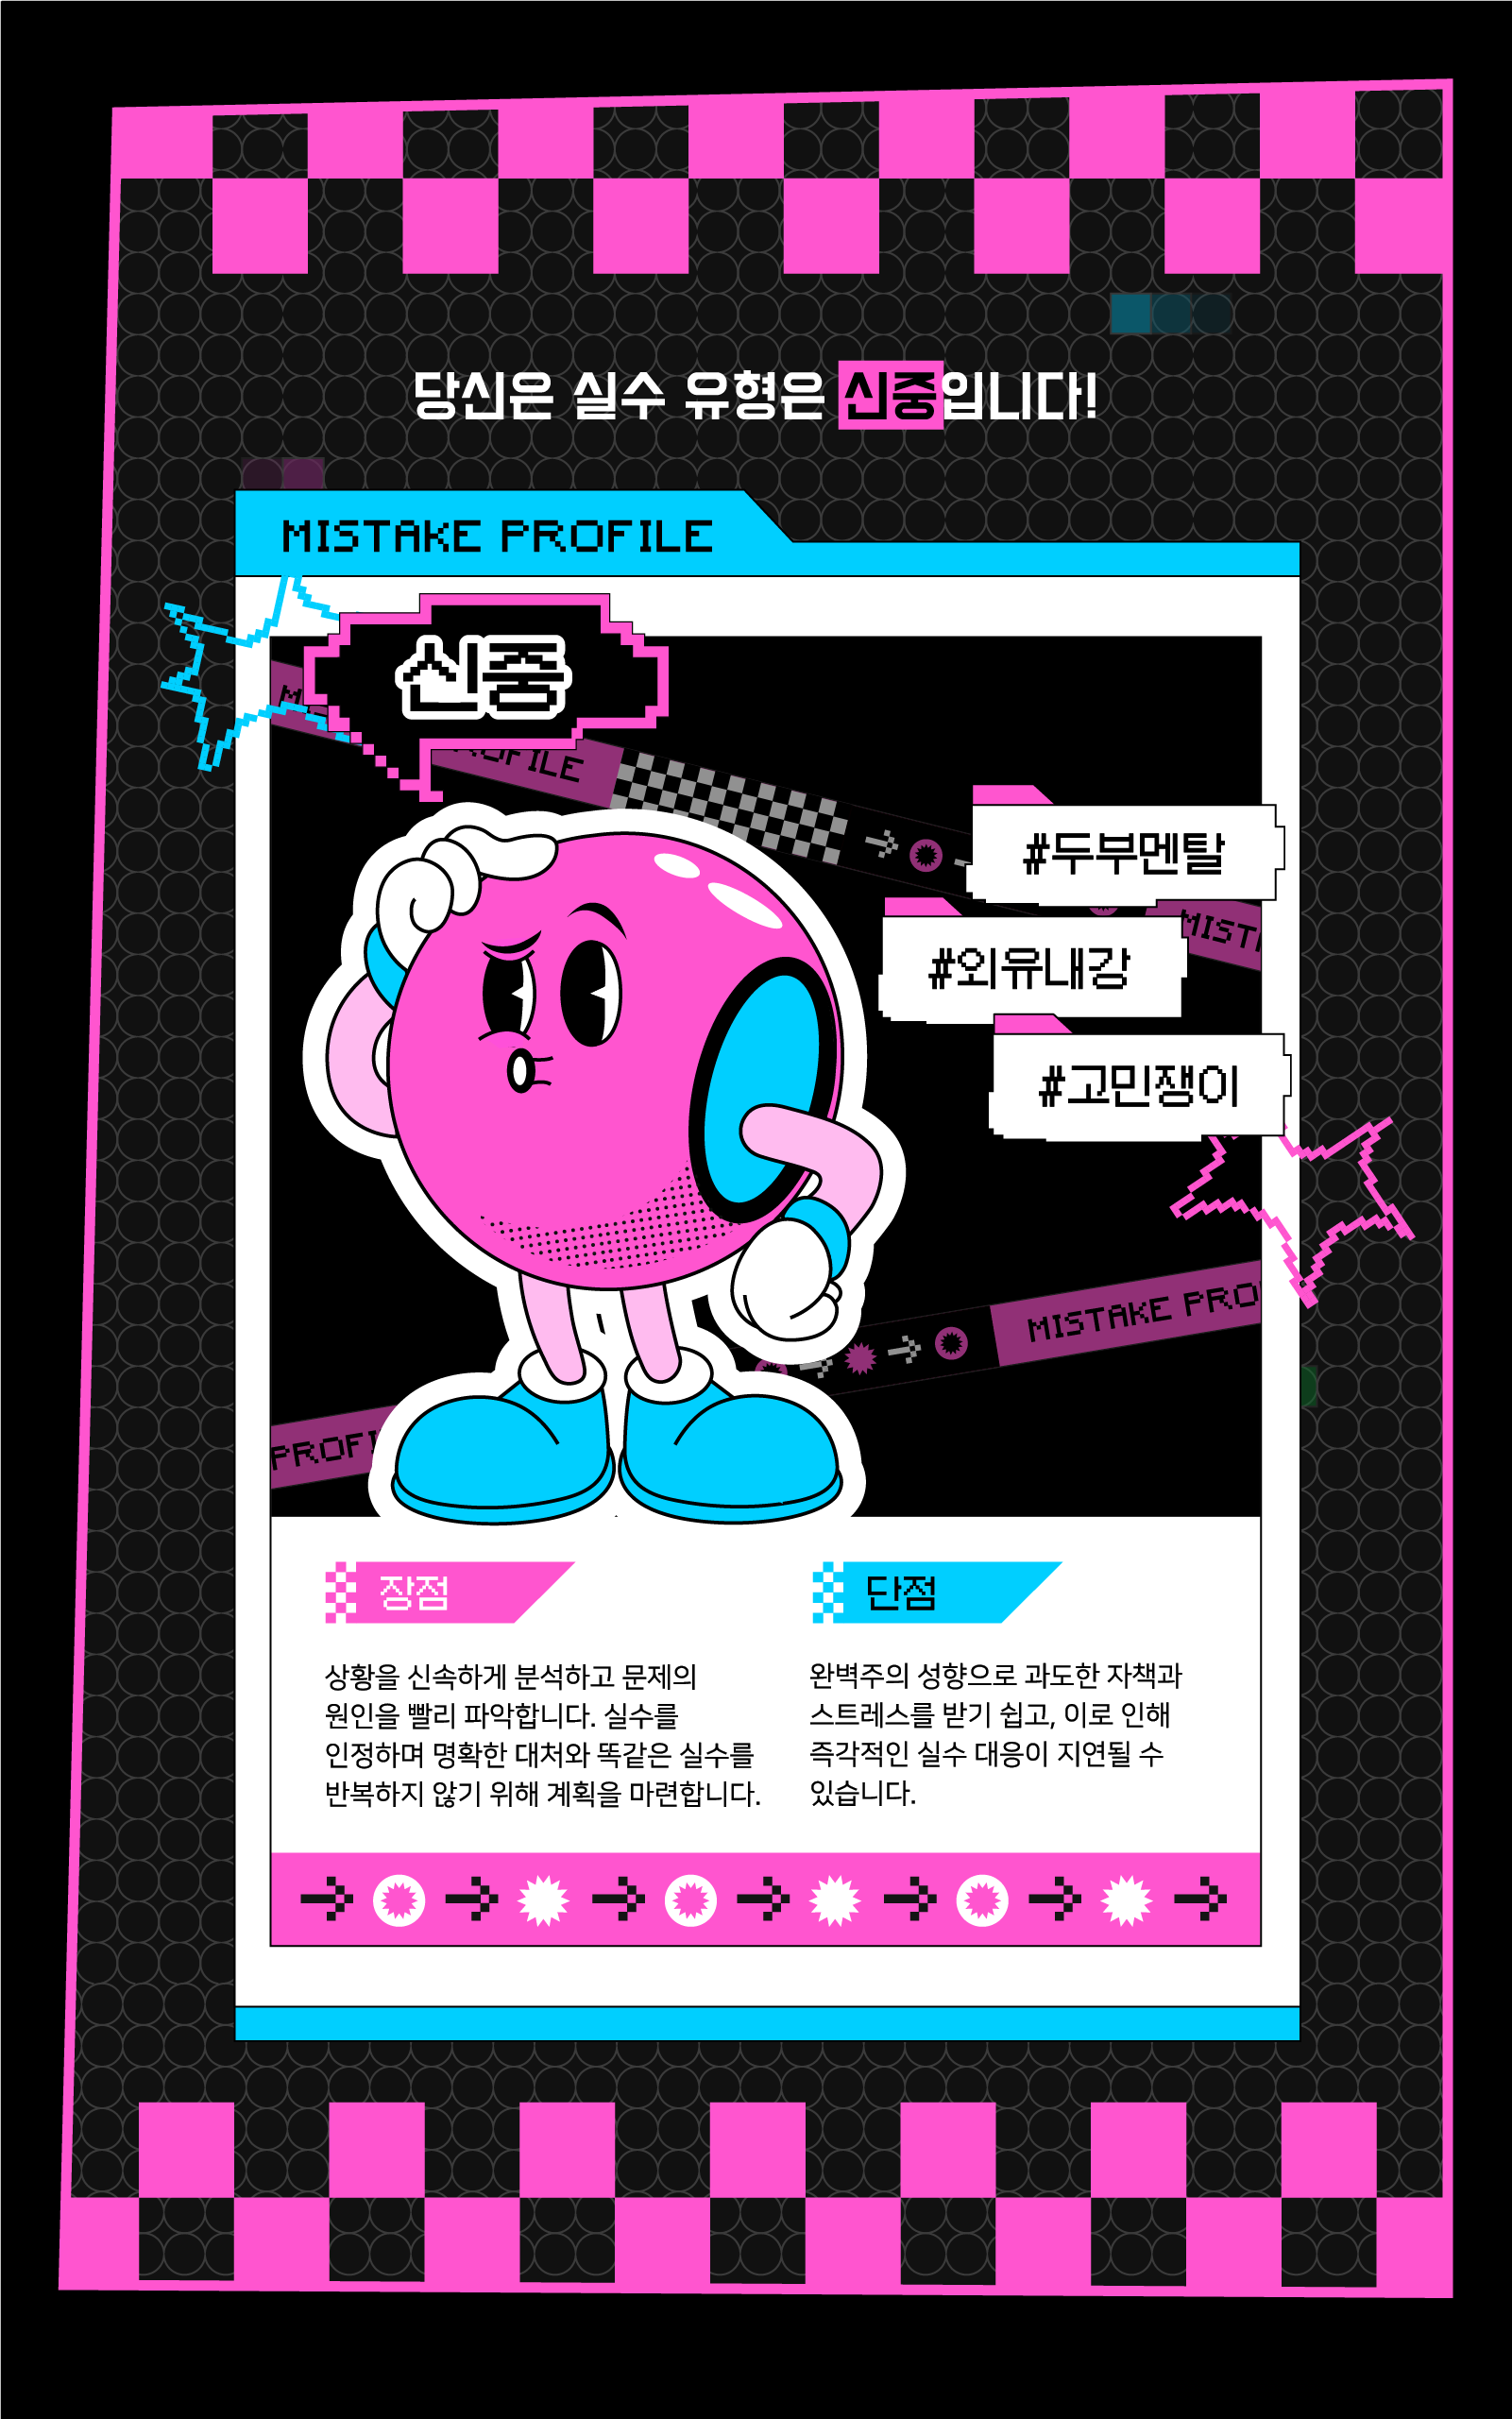 당신은 실수 유형은 신중입니다!
MISTAKE PROFILE
신중
PROFILE
#두부멘탈
MISTA
#외유내강
#고민쟁이
MISTAKE PRO
PROFI
장점
상황을 신속하게 분석하고 문제의
원인을 빨리 파악합니다. 실수를
인정하며 명확한 대처와 똑같은 실수를
반복하지 않기 위해 계획을 마련합니다.
단점
완벽주의 성향으로 과도한 자책과
스트레스를 받기 쉽고, 이로 인해
즉각적인 실수 대응이 지연될 수
있습니다.